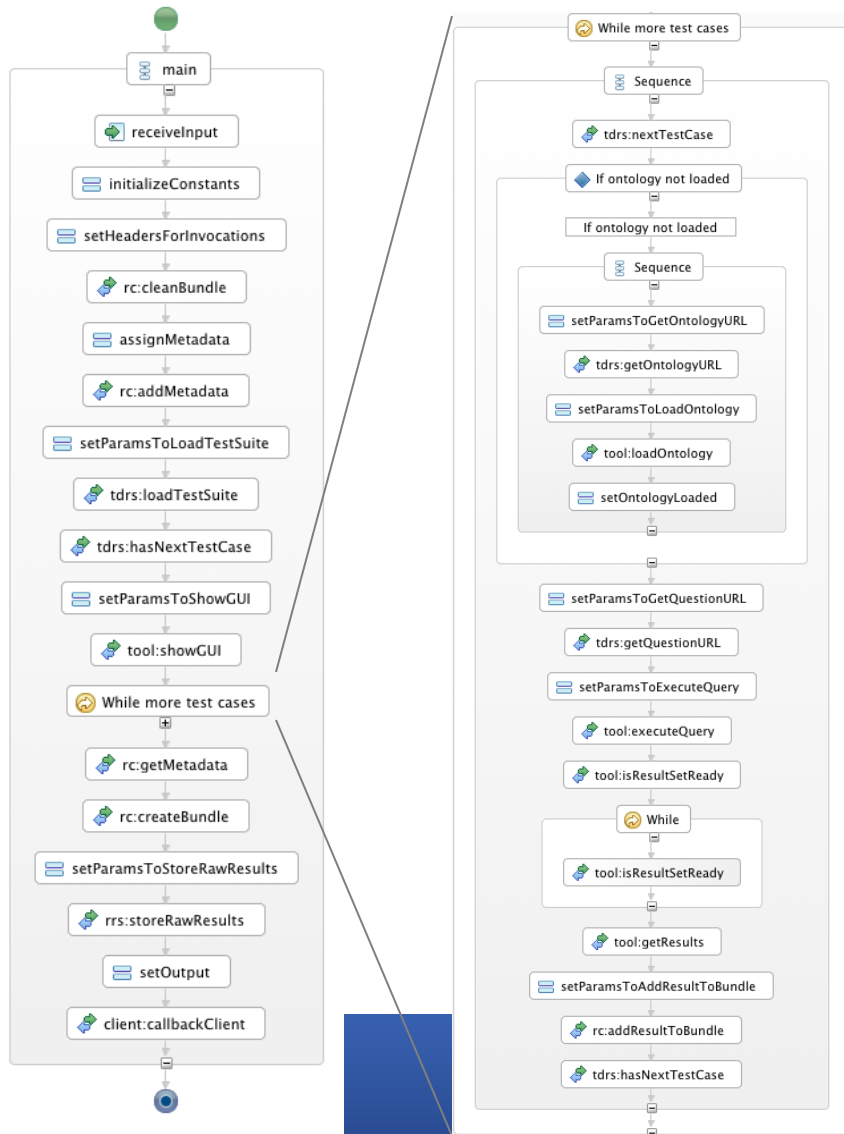 main
receiveInput
initializeConstants
setHeadersForInvocations
rc:cleanBundle
assignMetadata
rc:addMetadata
setParamsToLoadTestSuite
tdrs:loadTestSuite
tdrs:hasNextTestCase
setParamsToShowGUI
tool:showGUI
While more test cases
rc:getMetadata
rc:createBundle
setParamsToStoreRawResults
rrs:storeRawResults
setOutput
client:callbackClient
While more test cases
Sequence
tdrs:nextTestCase
If ontology not loaded
If ontology not loaded
Sequence
setParamsToGetOntologyURL
tdrs:getOntologyURL
setParamsToLoadOntology
tool:loadOntology
setOntologyLoaded
setParamsToGetQuestionURL
tdrs:getQuestionURL
setParamsToExecuteQuery
tool:executeQuery
tool:isResultSetReady
While
tool:isResultSetReady
tool:getResults
setParamsToAddResultToBundle
rc:addResultToBundle
tdrs:hasNextTestCase